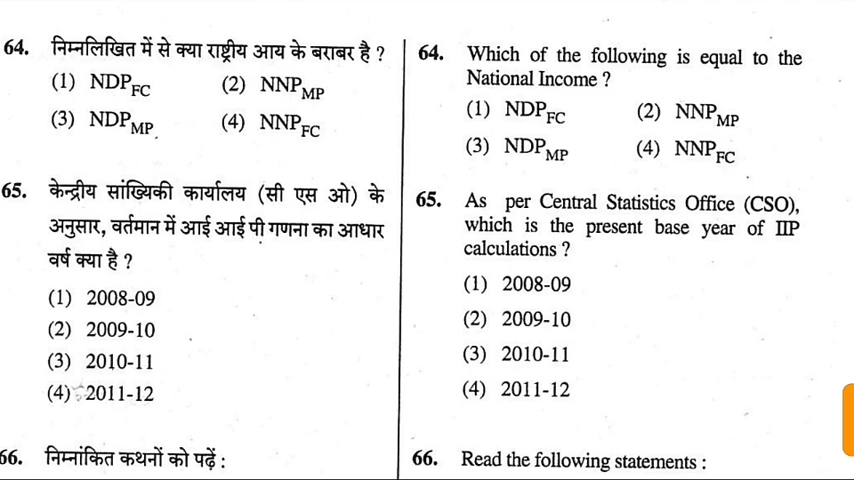 64. निम्नलिखित में से क्या राष्ट्रीय आय के बराबर है ?
(1) NDP_FC (2) NNP_MP
(3) NDP_MP (4) NNP_FC
65. केन्द्रीय सांख्यिकी कार्यालय (सी एस ओ) के
अनुसार, वर्तमान में आई आई पी गणना का आधार
वर्ष क्या है ?
(1) 2008-09
(2) 2009-10
(3) 2010-11
(4) 2011-12
66. निम्नांकित कथनों को पढ़ें :
64. Which of the following is equal to the
National Income ?
(1) NDP_FC (2) NNP_MP
(3) NDP_MP (4) NNP_FC
65. As per Central Statistics Office (CSO),
which is the present base year of IIP
calculations ?
(1) 2008-09
(2) 2009-10
(3) 2010-11
(4) 2011-12
66. Read the following statements :